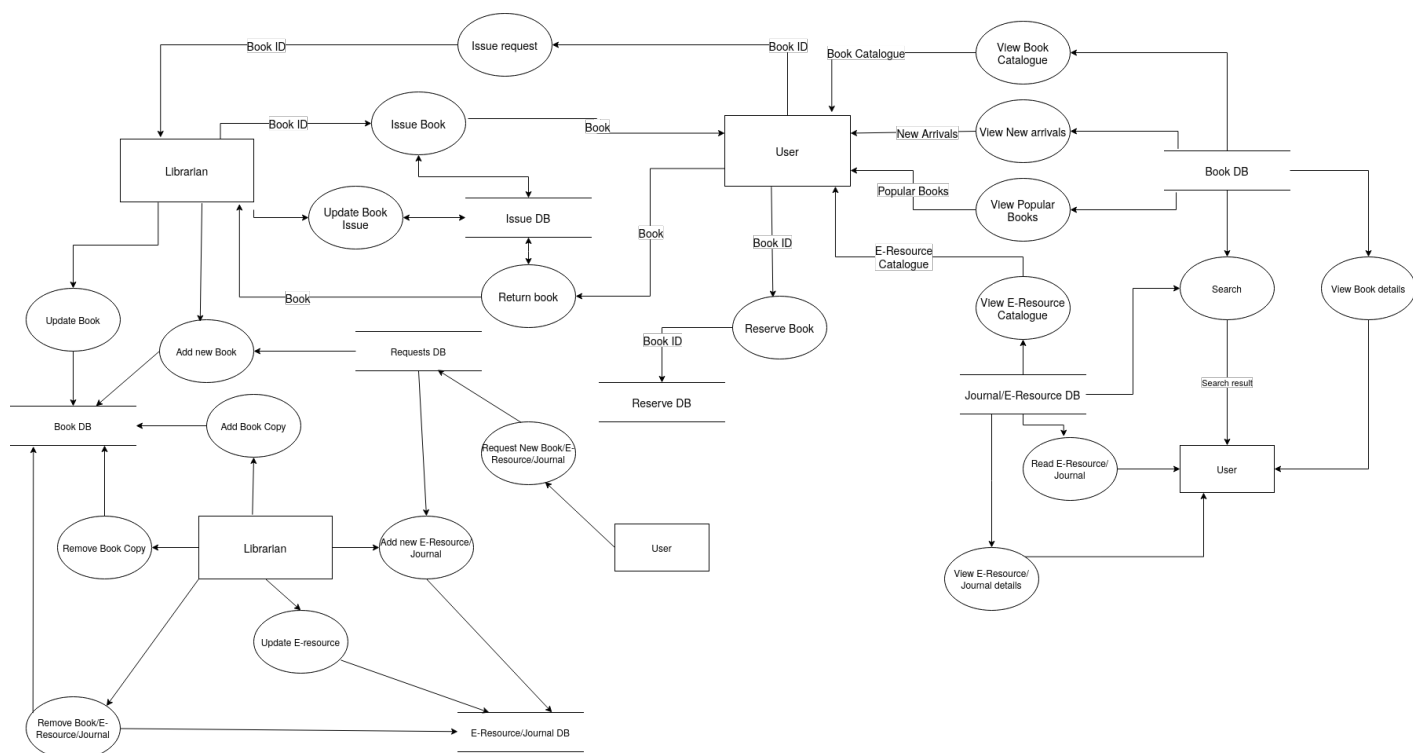 Book ID
Issue request
Book ID
Book Catalogue
View Book
Catalogue
Book ID
Issue Book
Book
User
New Arrivals
View New arrivals
Librarian
Book DB
Popular Books
View Popular
Books
Update Book
Issue
Issue DB
Book
Book ID
E-Resource
Catalogue
Book
Return book
View E-Resource
Catalogue
Search
View Book details
Update Book
Add new Book
Requests DB
Book ID
Reserve Book
Reserve DB
Journal/E-Resource DB
Search result
Book DB
Add Book Copy
Request New Book/E-
Resource/Journal
Read E-Resource/
Journal
User
Remove Book Copy
Librarian
Add new E-Resource/
Journal
User
View E-Resource/
Journal details
Update E-resource
Remove Book/E-
Resource/Journal
E-Resource/Journal DB